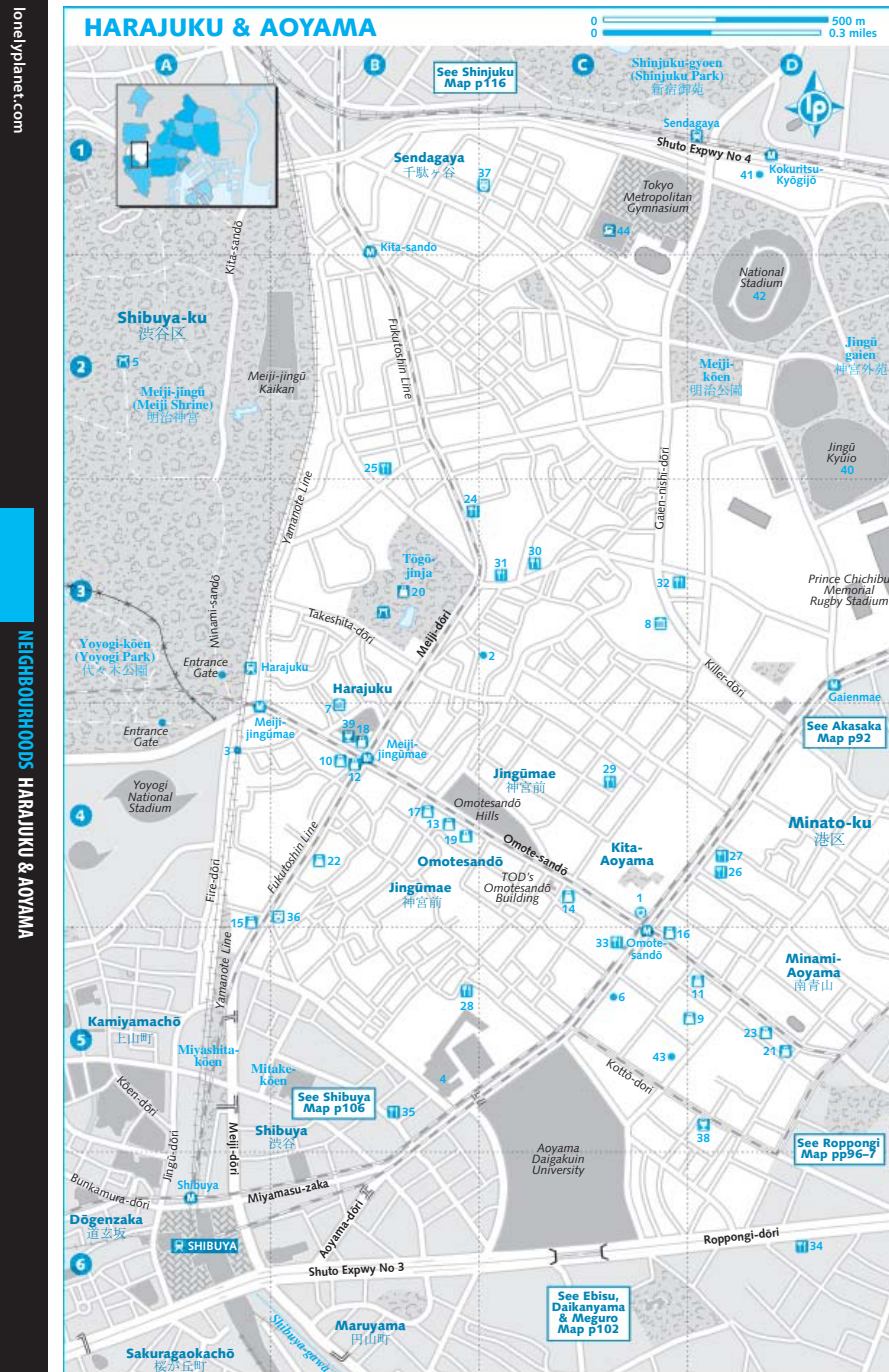 lonelyplanet.com
NEIGHBOURHOODS HARAJUKU & AOYAMA
HARAJUKU & AOYAMA
0 500 m
0 0.3 miles
A
B
C
D
See Shinjuku
Map p116
Shinjuku-gyoen
(Shinjuku Park)
新宿御苑
lp
1
Sendagaya
Shuto Expwy No 4
Kokuritsu-
Kyōgijō
41
Sendagaya
千駄ヶ谷
37
Tokyo
Metropolitan
Gymnasium
44
Kita-sandō
Kita-sando
National
Stadium
42
Shibuya-ku
渋谷区
2
5
Meiji-jingū
(Meiji Shrine)
明治神宮
Meiji-jingū
Kaikan
Fukutoshin Line
Meiji-
kōen
明治公園
Jingū
gaien
神宮外苑
Jingū
Kyūjo
40
25
24
Yamanote Line
Gaien-nishi-dōri
3
Tōgō-
jinja
20
31
30
32
8
Prince Chichibu
Memorial
Rugby Stadium
Minami-sandō
Takeshita-dōri
Meiji-dōri
2
Killer-dōri
Yoyogi-kōen
(Yoyogi Park)
代々木公園
Entrance
Gate
Harajuku
Harajuku
7
Gaienmae
Entrance
Gate
Meiji-
jingūmae
39
18
Meiji-
jingūmae
3
10
12
See Akasaka
Map p92
4
Yoyogi
National
Stadium
Jingūmae
神宮前
29
Omotesandō
Hills
17
13
19
Omote-sandō
Minato-ku
港区
Kita-
Aoyama
27
26
Fire-dōri
Fukutoshin Line
22
Omotesandō
Jingūmae
神宮前
TOD'S
Omotesandō
Building
14
1
15
36
33
Omote-
sandō
16
Yamanote Line
28
6
11
Minami-
Aoyama
南青山
5
Kamiyamachō
上山町
9
23
21
43
Miyashita-
kōen
Mitake-
kōen
4
Kottō-dori
Kōen-dōri
See Shibuya
Map p106
35
38
Jingū-dōri
Meiji-dōri
Shibuya
渋谷
Aoyama
Daigakuin
University
See Roppongi
Map pp96–7
Bunkamura-dōri
Shibuya
Miyamasu-zaka
Dōgenzaka
道玄坂
Aoyama-dōri
SHIBUYA
6
Roppongi-dōri
34
Shuto Expwy No 3
See Ebisu,
Daikanyama
& Meguro
Map p102
Shibuya-gawa
Maruyama
円山町
Sakuragaokachō
桜が丘町